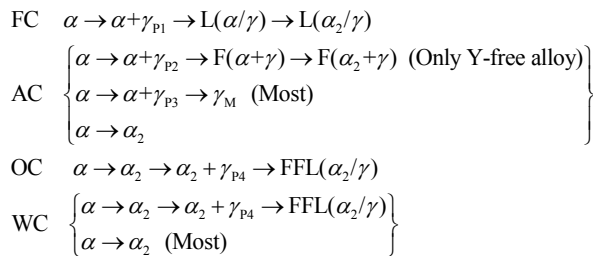 FC α → α+γP1 → L(α/γ) → L(α2/γ)
AC {α → α+γP2 → F(α+γ) → F(α2+γ) (Only Y-free alloy)
α → α+γP3 → γM (Most)
α → α2}
OC α → α2 → α2 + γP4 → FFL(α2/γ)
WC {α → α2 → α2 + γP4 → FFL(α2/γ)
α → α2 (Most)}